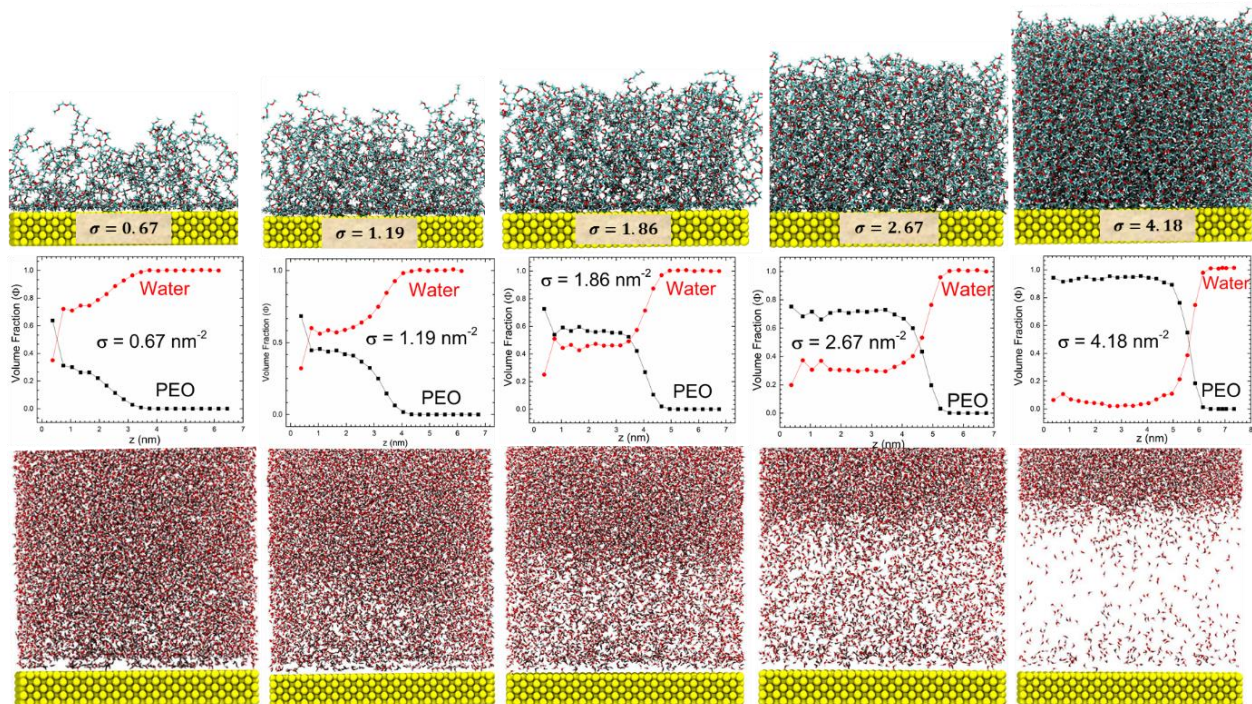 σ = 0.67
σ = 1.19
σ = 1.86
σ = 2.67
σ = 4.18
Volume Fraction (Φ)
1.0
0.8
0.6
0.4
0.2
0.0
Water
σ = 0.67 nm-2
PEO
0 1 2 3 4 5 6 7
z (nm)
Volume Fraction (Φ)
1.0
0.5
0.0
Water
σ = 1.19 nm-2
PEO
0 1 2 3 4 5 6 7
z (nm)
Volume Fraction (Φ)
1.0
0.8
0.6
0.4
0.2
0.0
σ = 1.86 nm-2
Water
PEO
0 1 2 3 4 5 6 7
z (nm)
Volume Fraction (Φ)
1.0
0.8
0.6
0.4
0.2
0.0
Water
σ = 2.67 nm-2
PEO
0 1 2 3 4 5 6 7
z (nm)
Volume Fraction (Φ)
1.0
0.8
0.6
0.4
0.2
0.0
Water
σ = 4.18 nm-2
PEO
0 1 2 3 4 5 6 7 8
z (nm)